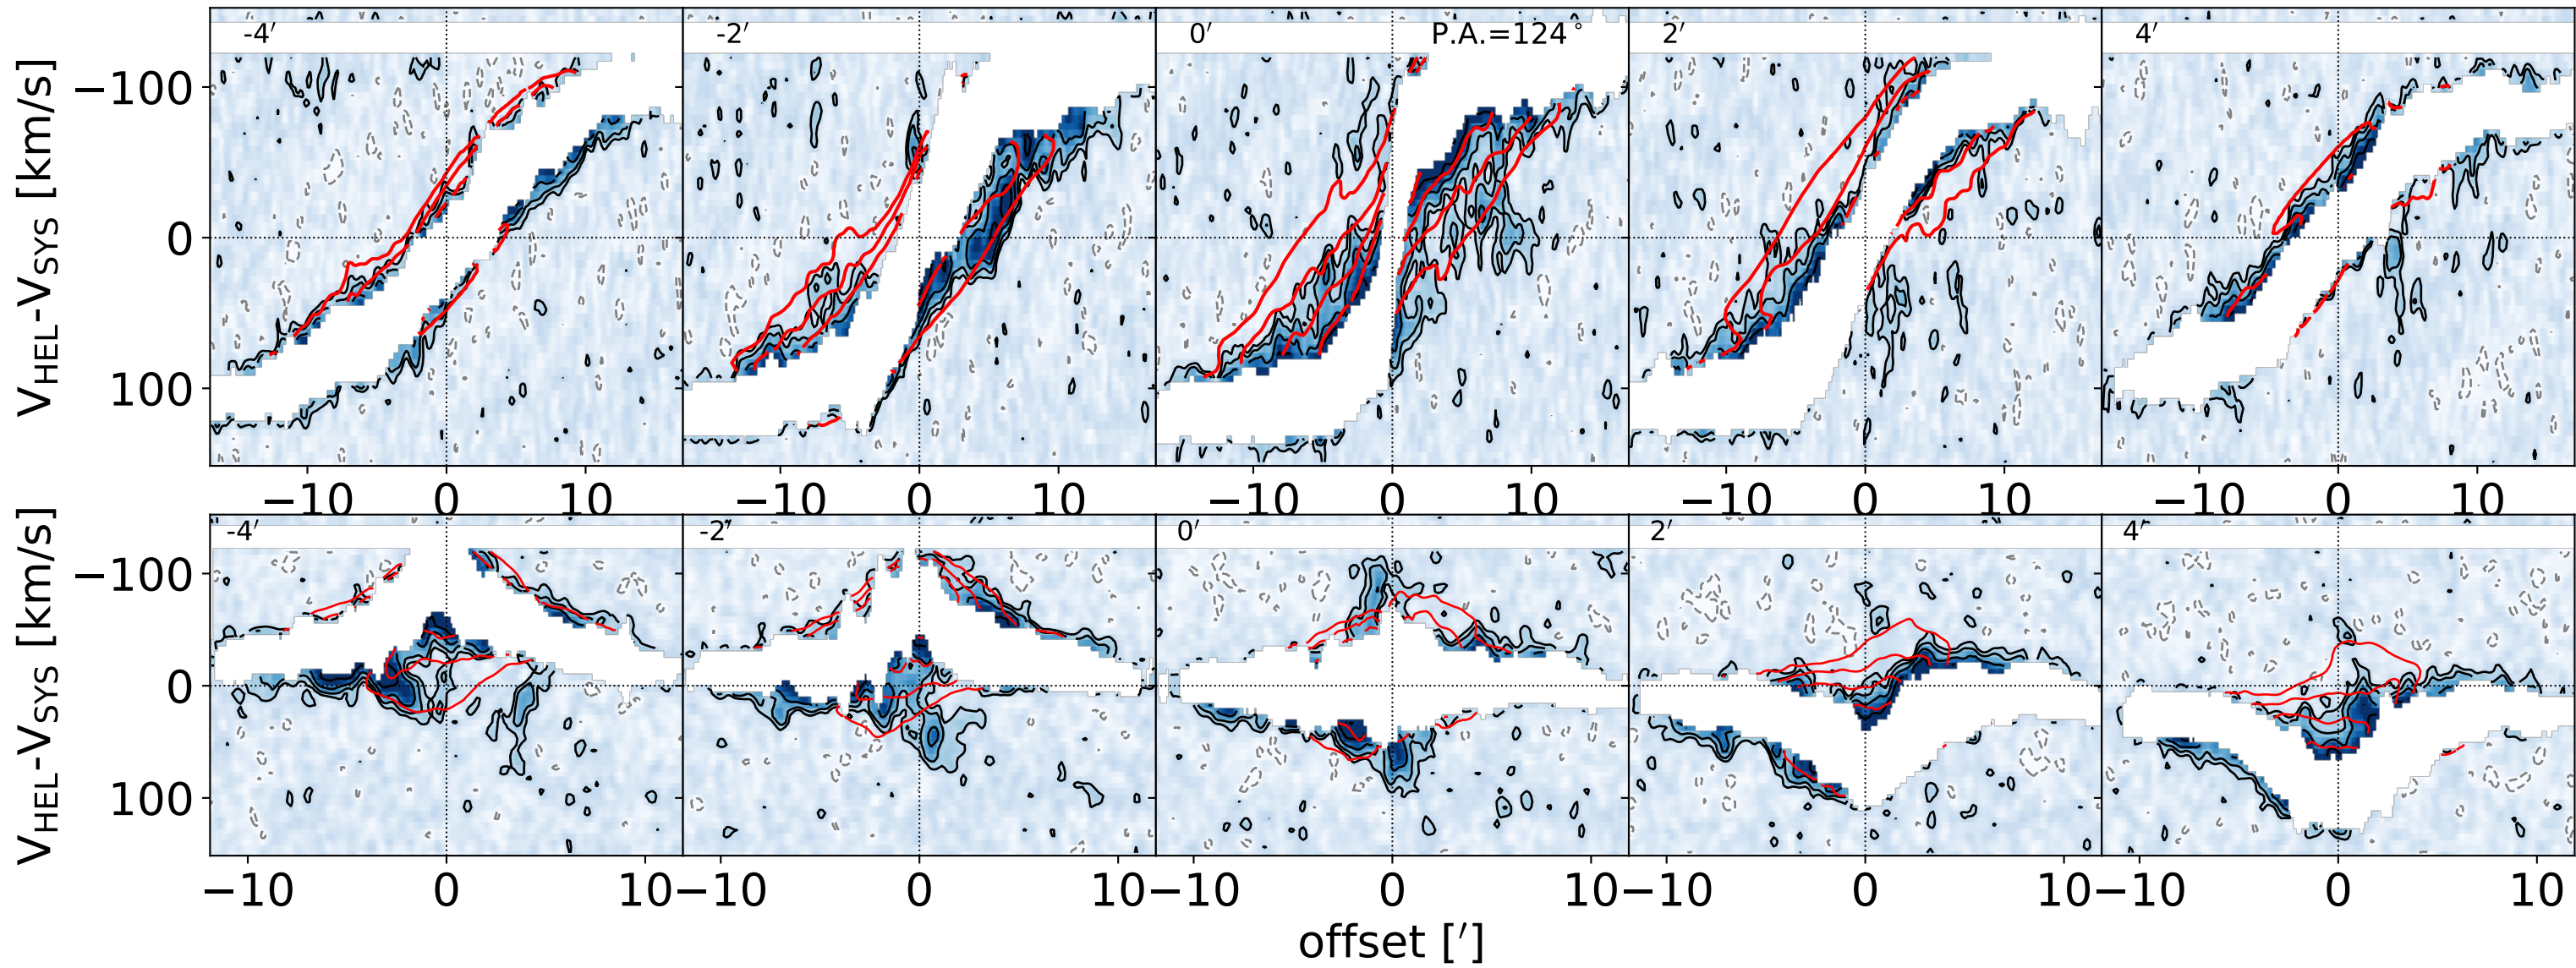 -4′ -2′ 0′ P.A.=124° 2′ 4′
V_HEL-V_SYS [km/s]
−100
0
100
−10 0 10 −10 0 10 −10 0 10 −10 0 10 −10 0 10
-4′ -2′ 0′ 2′ 4′
V_HEL-V_SYS [km/s]
−100
0
100
−10 0 10 −10 0 10 −10 0 10 −10 0 10 −10 0 10
offset [′]